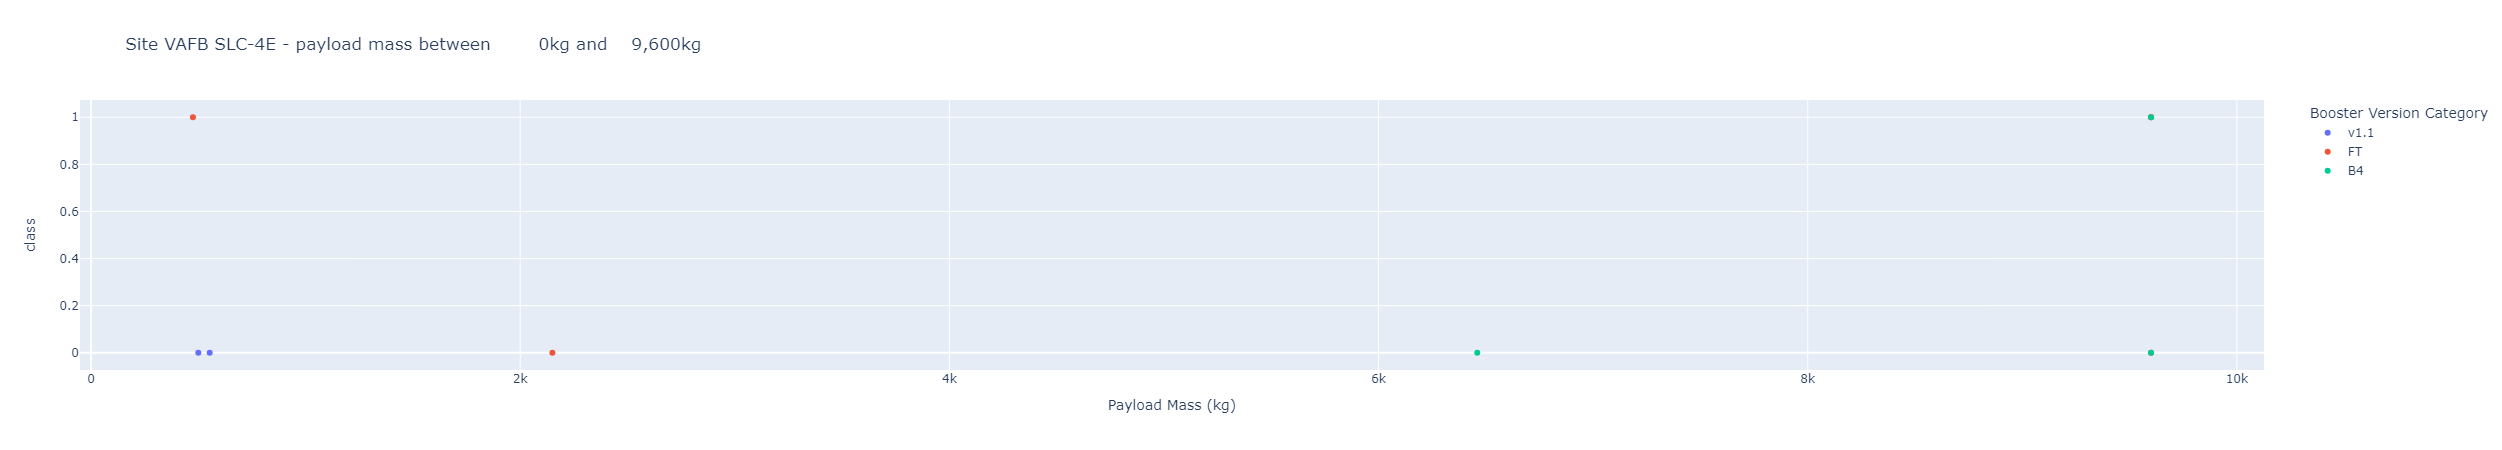 Site VAFB SLC-4E - payload mass between 0kg and 9,600kg
Booster Version Category
v1.1
FT
B4
class
1
0.8
0.6
0.4
0.2
0
0 2k 4k 6k 8k 10k
Payload Mass (kg)